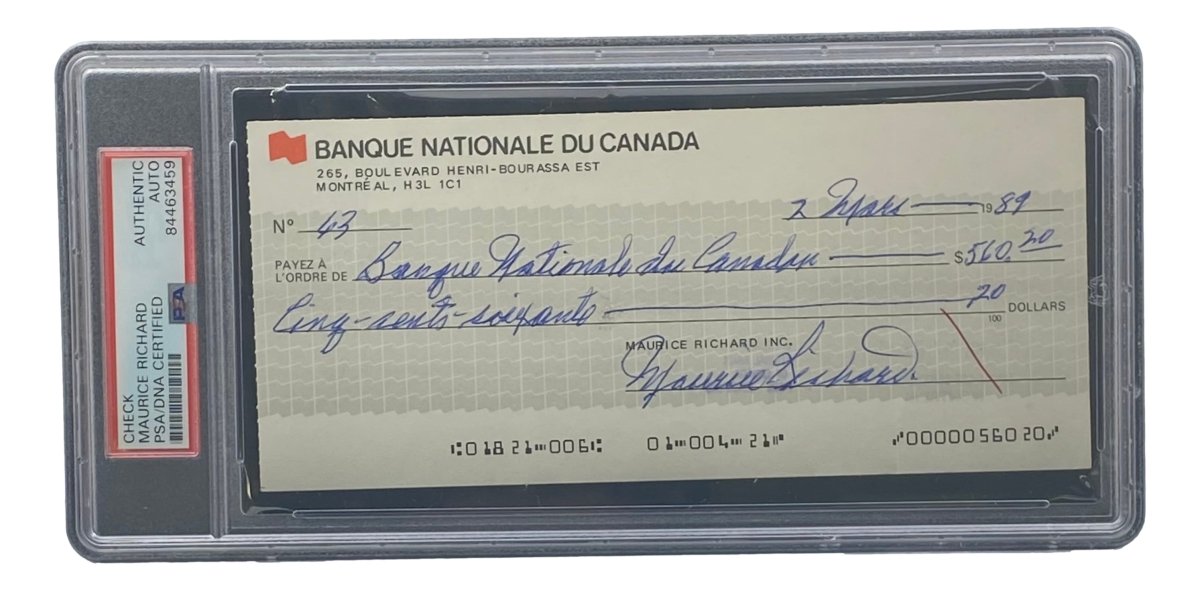 CHECK
MAURICE RICHARD
PSA/DNA CERTIFIED
AUTHENTIC
AUTO
84463459
PSA
BANQUE NATIONALE DU CANADA
265, BOULEVARD HENRI-BOURASSA EST
MONTRÉAL, H3L 1C1
2 Mars 1989
N° 43
PAYEZ À
L'ORDRE DE Banque Nationale du Canada $560.20
Cinq-cents-soixante 20/100 DOLLARS
MAURICE RICHARD INC.
Maurice Richard
⑆01821⑉006⑆ 01⑉004⑉21⑈ ⑇0000056020⑇